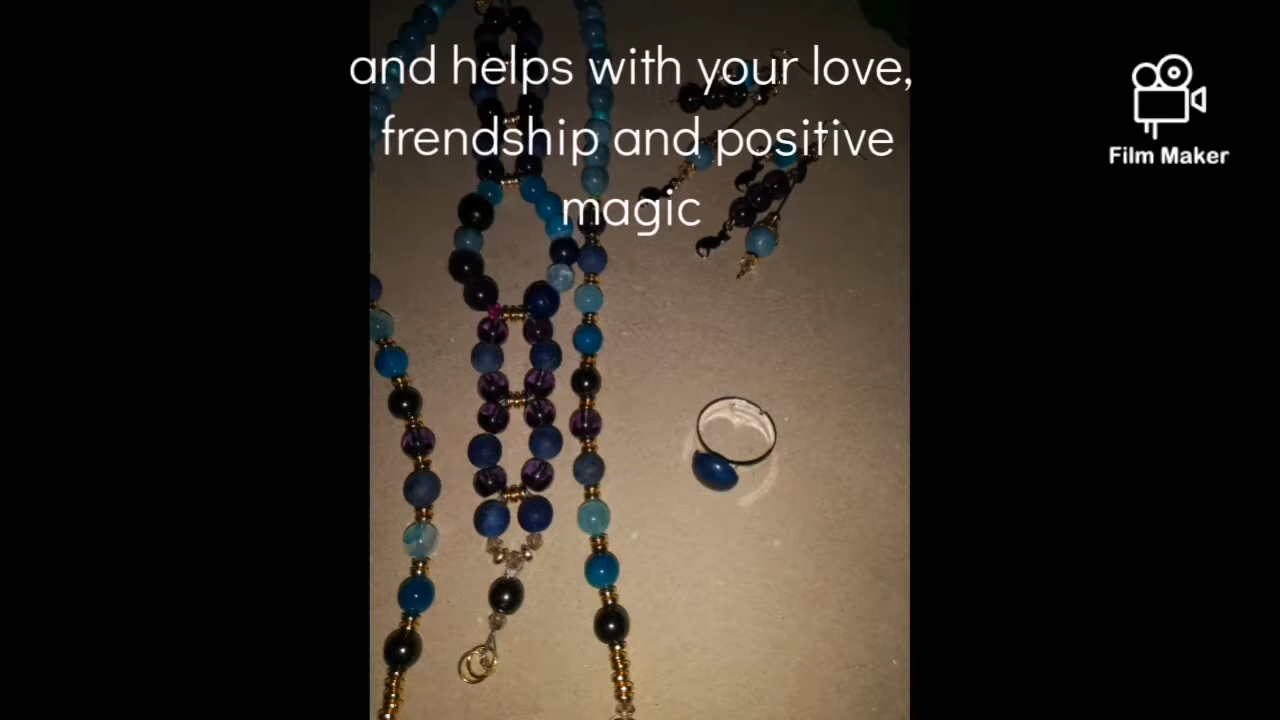 and helps with your love,
frendship and positive
magic
Film Maker